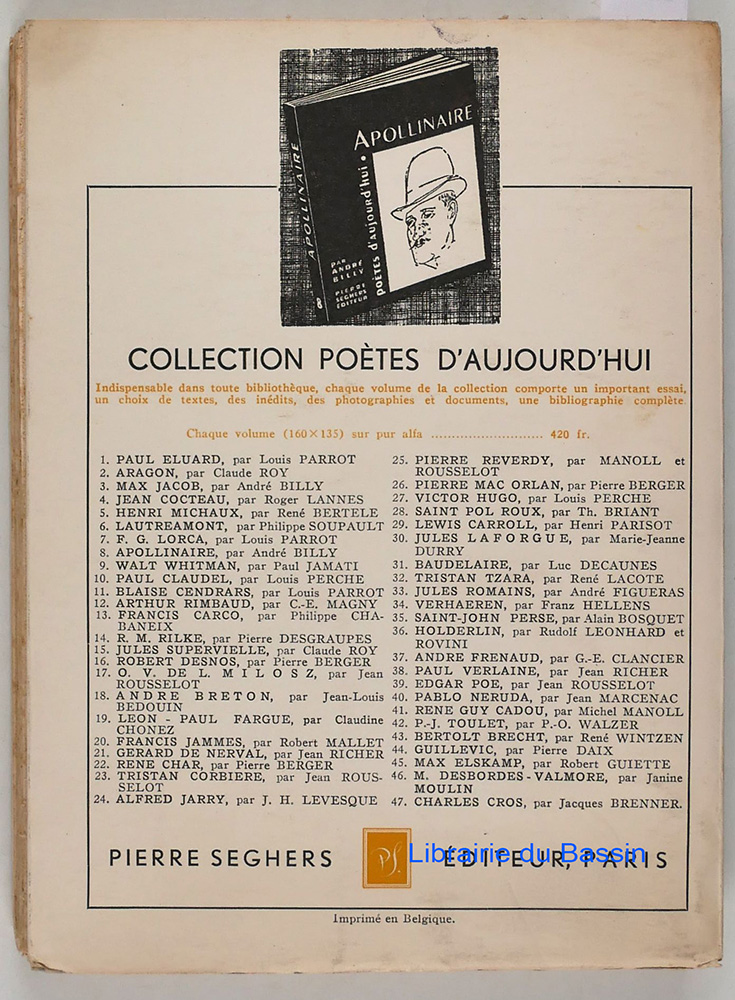 APOLLINAIRE
APOLLINAIRE
poètes d'aujourd'hui
PAR
ANDRÉ
BILLY
PIERRE
SEGHERS
EDITEUR
8
COLLECTION POÈTES D'AUJOURD'HUI
Indispensable dans toute bibliothèque, chaque volume de la collection comporte un important essai,
un choix de textes, des inédits, des photographies et documents, une bibliographie complète
Chaque volume (160×135) sur pur alfa .......................... 420 fr.
1. PAUL ELUARD, par Louis PARROT
2. ARAGON, par Claude ROY
3. MAX JACOB, par André BILLY
4. JEAN COCTEAU, par Roger LANNES
5. HENRI MICHAUX, par René BERTELE
6. LAUTREAMONT, par Philippe SOUPAULT
7. F. G. LORCA, par Louis PARROT
8. APOLLINAIRE, par André BILLY
9. WALT WHITMAN, par Paul JAMATI
10. PAUL CLAUDEL, par Louis PERCHE
11. BLAISE CENDRARS, par Louis PARROT
12. ARTHUR RIMBAUD, par C.-E. MAGNY
13. FRANCIS CARCO, par Philippe CHA-
BANEIX
14. R. M. RILKE, par Pierre DESGRAUPES
15. JULES SUPERVIELLE, par Claude ROY
16. ROBERT DESNOS, par Pierre BERGER
17. O. V. DE L. MILOSZ, par Jean
ROUSSELOT
18. ANDRE BRETON, par Jean-Louis
BEDOUIN
19. LEON - PAUL FARGUE, par Claudine
CHONEZ
20. FRANCIS JAMMES, par Robert MALLET
21. GERARD DE NERVAL, par Jean RICHER
22. RENE CHAR, par Pierre BERGER
23. TRISTAN CORBIERE, par Jean ROUS-
SELOT
24. ALFRED JARRY, par J. H. LEVESQUE
25. PIERRE REVERDY, par MANOLL et
ROUSSELOT
26. PIERRE MAC ORLAN, par Pierre BERGER
27. VICTOR HUGO, par Louis PERCHE
28. SAINT POL ROUX, par Th. BRIANT
29. LEWIS CARROLL, par Henri PARISOT
30. JULES LAFORGUE, par Marie-Jeanne
DURRY
31. BAUDELAIRE, par Luc DECAUNES
32. TRISTAN TZARA, par René LACOTE
33. JULES ROMAINS, par André FIGUERAS
34. VERHAEREN, par Franz HELLENS
35. SAINT-JOHN PERSE, par Alain BOSQUET
36. HOLDERLIN, par Rudolf LEONHARD et
ROVINI
37. ANDRE FRENAUD, par G.-E. CLANCIER
38. PAUL VERLAINE, par Jean RICHER
39. EDGAR POE, par Jean ROUSSELOT
40. PABLO NERUDA, par Jean MARCENAC
41. RENE GUY CADOU, par Michel MANOLL
42. P.-J. TOULET, par P.-O. WALZER
43. BERTOLT BRECHT, par René WINTZEN
44. GUILLEVIC, par Pierre DAIX
45. MAX ELSKAMP, par Robert GUIETTE
46. M. DESBORDES-VALMORE, par Janine
MOULIN
47. CHARLES CROS, par Jacques BRENNER.
PIERRE SEGHERS PS. ÉDITEUR, PARIS
Librairie du Bassin
Imprimé en Belgique.